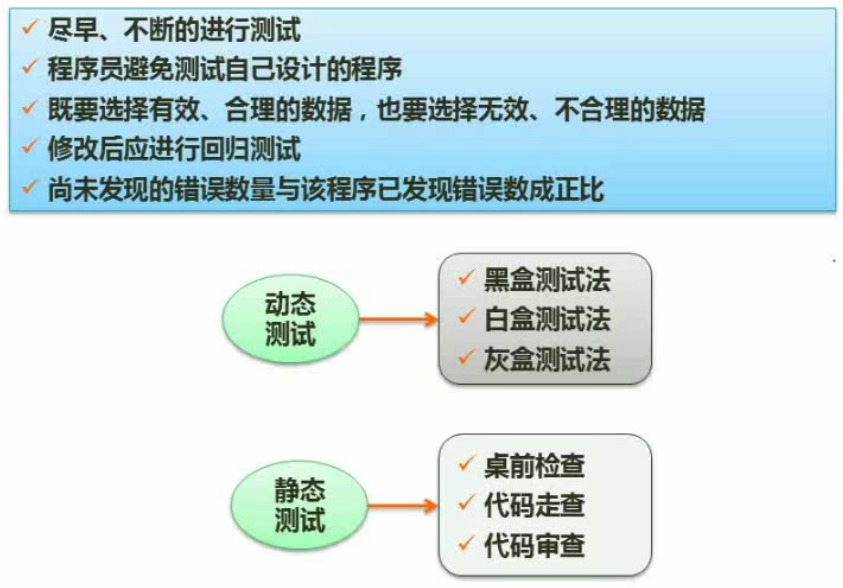 尽早、不断的进行测试
程序员避免测试自己设计的程序
既要选择有效、合理的数据，也要选择无效、不合理的数据
修改后应进行回归测试
尚未发现的错误数量与该程序已发现错误数成正比
动态
测试
黑盒测试法
白盒测试法
灰盒测试法
静态
测试
桌前检查
代码走查
代码审查